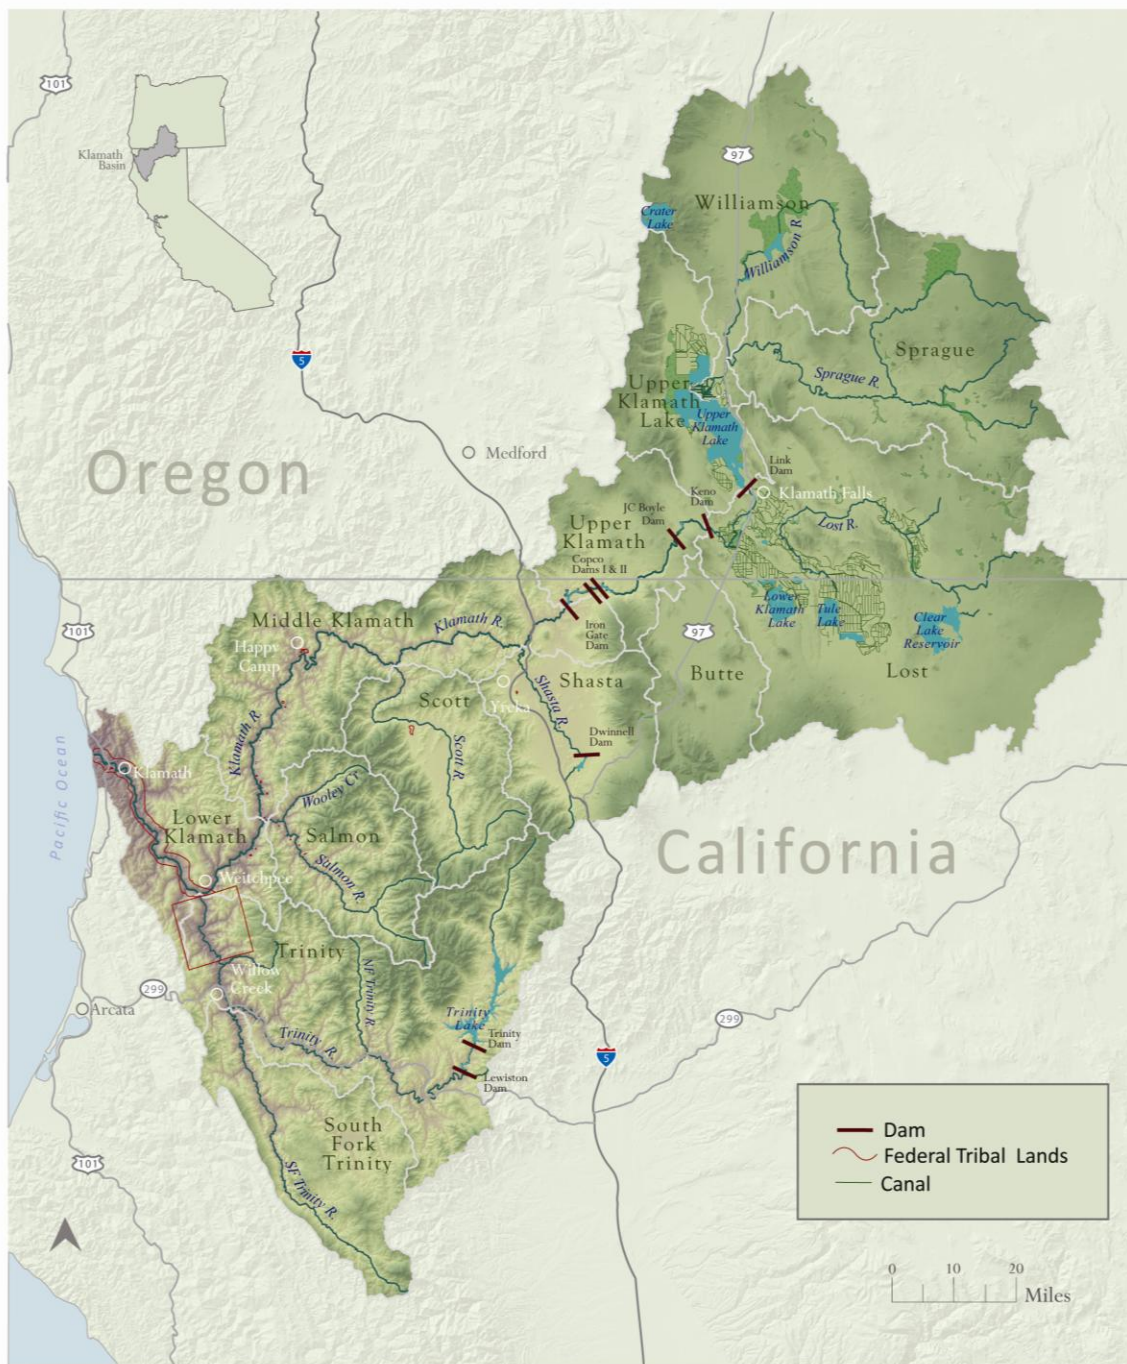 101
Klamath
Basin
97
Williamson
Crater
Lake
Williamson R.
5
Sprague
Sprague R.
Upper
Klamath
Lake
Upper
Klamath
Lake
Medford
Oregon
Link
Dam
Keno
Dam
Klamath Falls
JC Boyle
Dam
Lost R.
Upper
Klamath
Copco
Dams I & II
Lower
Klamath
Lake
Tule
Lake
Clear
Lake
Reservoir
Middle Klamath
Klamath R.
Iron
Gate
Dam
101
97
Happy
Camp
Shasta
Butte
Lost
Scott
Yreka
Shasta R.
Klamath R.
Scott R.
Dwinnell
Dam
Pacific Ocean
Klamath
Wooley Cr
Lower
Klamath
Salmon
California
Salmon R.
Weitchpec
Trinity
Willow
Creek
NF Trinity R.
299
Arcata
Trinity
Lake
299
Trinity R.
Trinity
Dam
5
Lewiston
Dam
South
Fork
Trinity
101
SF Trinity R.
Dam
Federal Tribal Lands
Canal
0 10 20
Miles